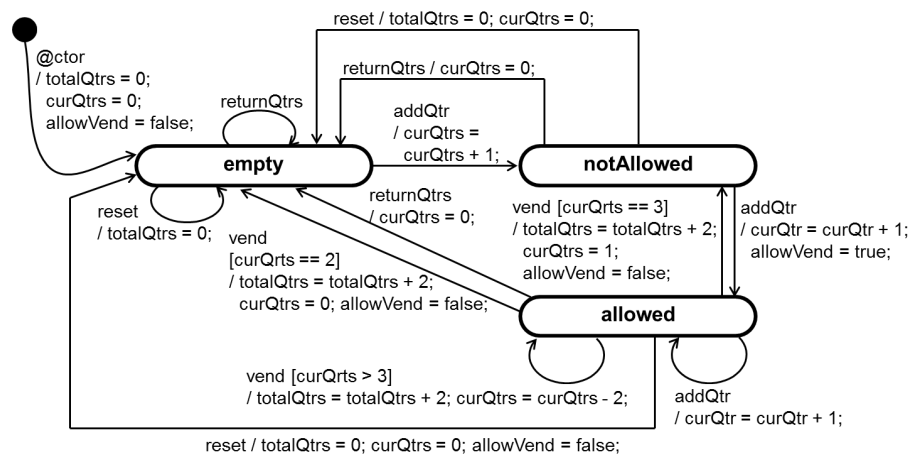 reset / totalQtrs = 0; curQtrs = 0;
@ctor
/ totalQtrs = 0;
curQtrs = 0;
allowVend = false;
returnQtrs / curQtrs = 0;
returnQtrs
addQtr
/ curQtrs =
curQtrs + 1;
empty
notAllowed
reset
/ totalQtrs = 0;
returnQtrs
/ curQtrs = 0;
vend [curQrts == 3]
/ totalQtrs = totalQtrs + 2;
curQtrs = 1;
allowVend = false;
addQtr
/ curQtr = curQtr + 1;
allowVend = true;
vend
[curQrts == 2]
/ totalQtrs = totalQtrs + 2;
curQtrs = 0; allowVend = false;
allowed
vend [curQrts > 3]
/ totalQtrs = totalQtrs + 2; curQtrs = curQtrs - 2;
addQtr
/ curQtr = curQtr + 1;
reset / totalQtrs = 0; curQtrs = 0; allowVend = false;